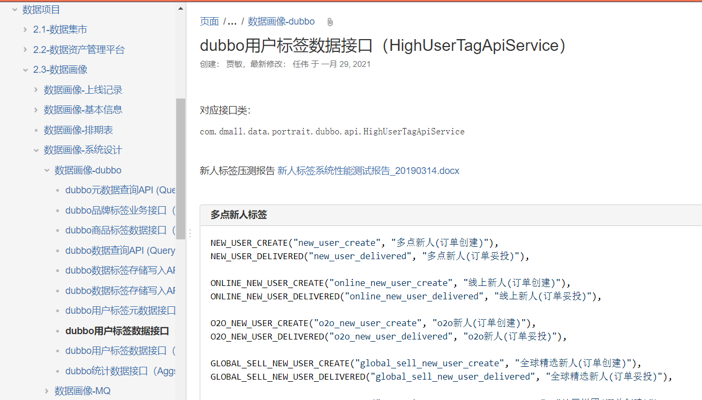 数据项目
2.1-数据集市
2.2-数据资产管理平台
2.3-数据画像
数据画像-上线记录
数据画像-基本信息
数据画像-排期表
数据画像-系统设计
数据画像-dubbo
dubbo元数据查询API (Que
dubbo品牌标签业务接口（
dubbo商品标签数据接口（
dubbo数据查询API (Query
dubbo数据标签存储写入AP
dubbo数据标签存储写入AP
dubbo用户标签元数据接口
dubbo用户标签数据接口
dubbo用户标签数据接口（
dubbo统计数据接口（Aggs
数据画像-MQ
页面 /... / 数据画像-dubbo
dubbo用户标签数据接口（HighUserTagApiService）
创建： 贾敏，最新修改： 任伟 于 一月 29, 2021
对应接口类：
com.dmall.data.portrait.dubbo.api.HighUserTagApiService
新人标签压测报告 新人标签系统性能测试报告_20190314.docx
多点新人标签
NEW_USER_CREATE("new_user_create", "多点新人(订单创建)"),
NEW_USER_DELIVERED("new_user_delivered", "多点新人(订单妥投)"),
ONLINE_NEW_USER_CREATE("online_new_user_create", "线上新人(订单创建)"),
ONLINE_NEW_USER_DELIVERED("online_new_user_delivered", "线上新人(订单妥投)"),
O2O_NEW_USER_CREATE("o2o_new_user_create", "o2o新人(订单创建)"),
O2O_NEW_USER_DELIVERED("o2o_new_user_delivered", "o2o新人(订单妥投)"),
GLOBAL_SELL_NEW_USER_CREATE("global_sell_new_user_create", "全球精选新人(订单创建)"),
GLOBAL_SELL_NEW_USER_DELIVERED("global_sell_new_user_delivered", "全球精选新人(订单妥投)"),